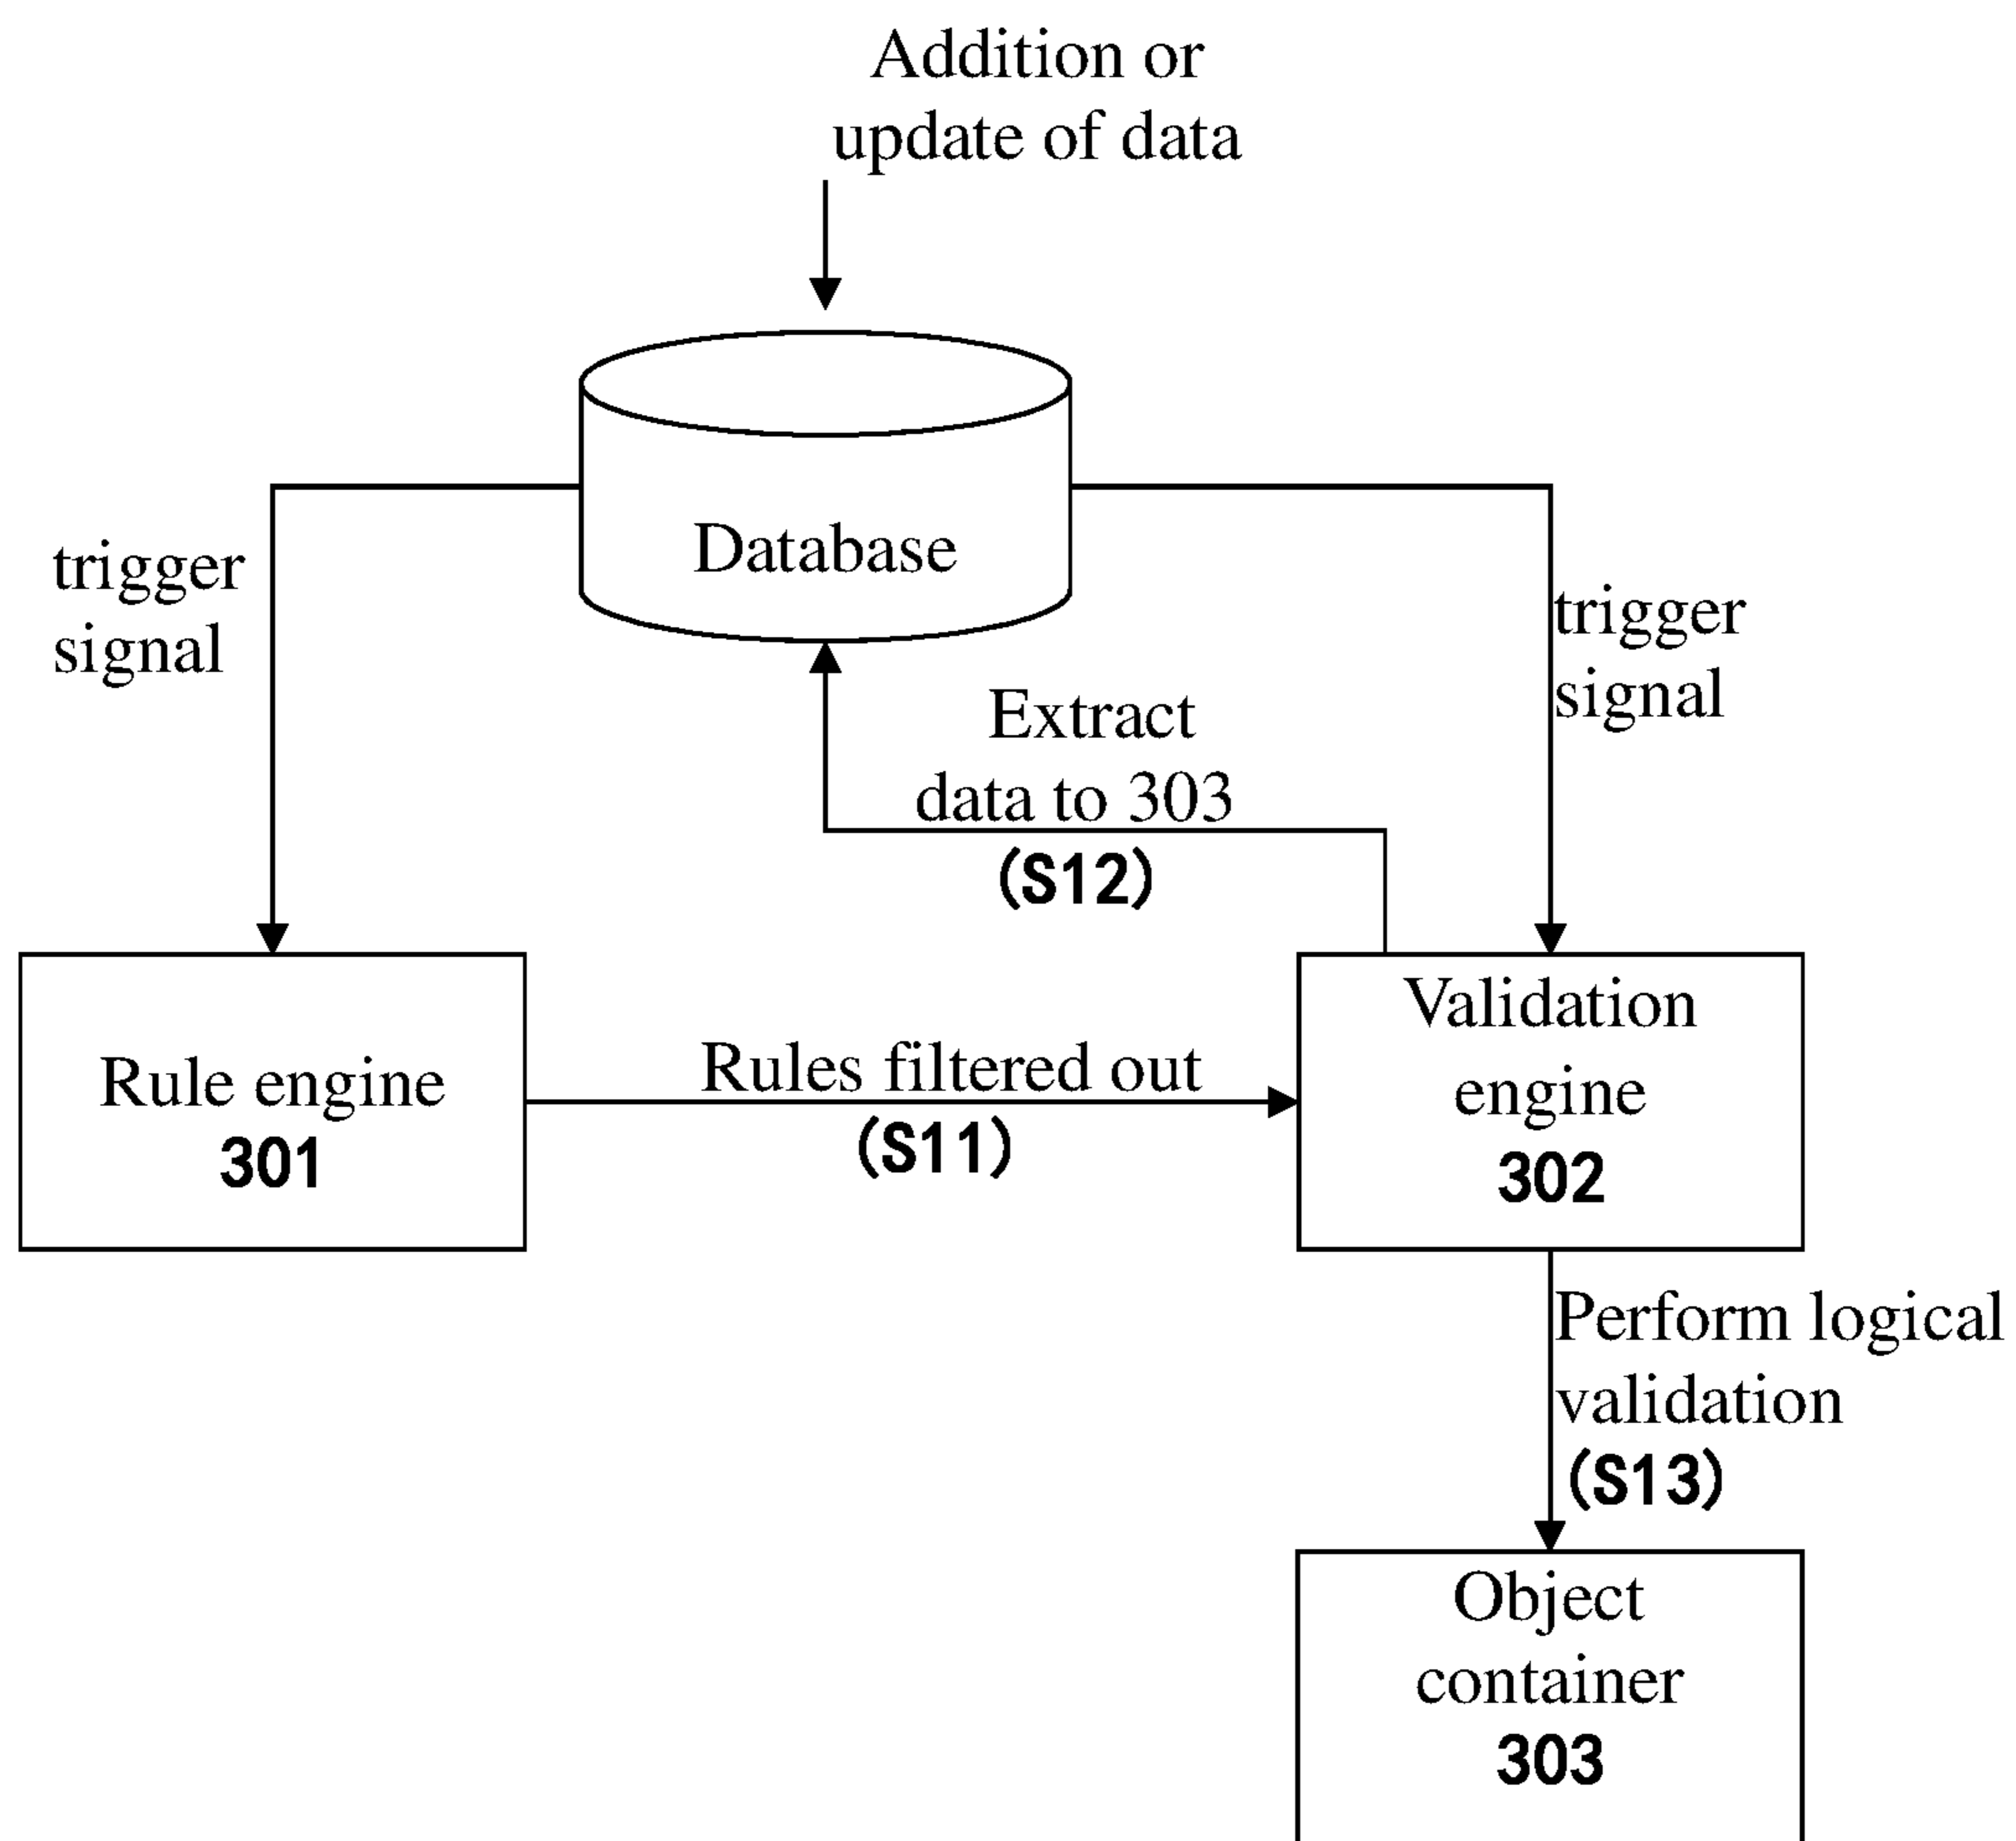 Addition or
update of data
Database
trigger
signal
trigger
signal
Extract
data to 303
(S12)
Rule engine
301
Rules filtered out
(S11)
Validation
engine
302
Perform logical
validation
(S13)
Object
container
303